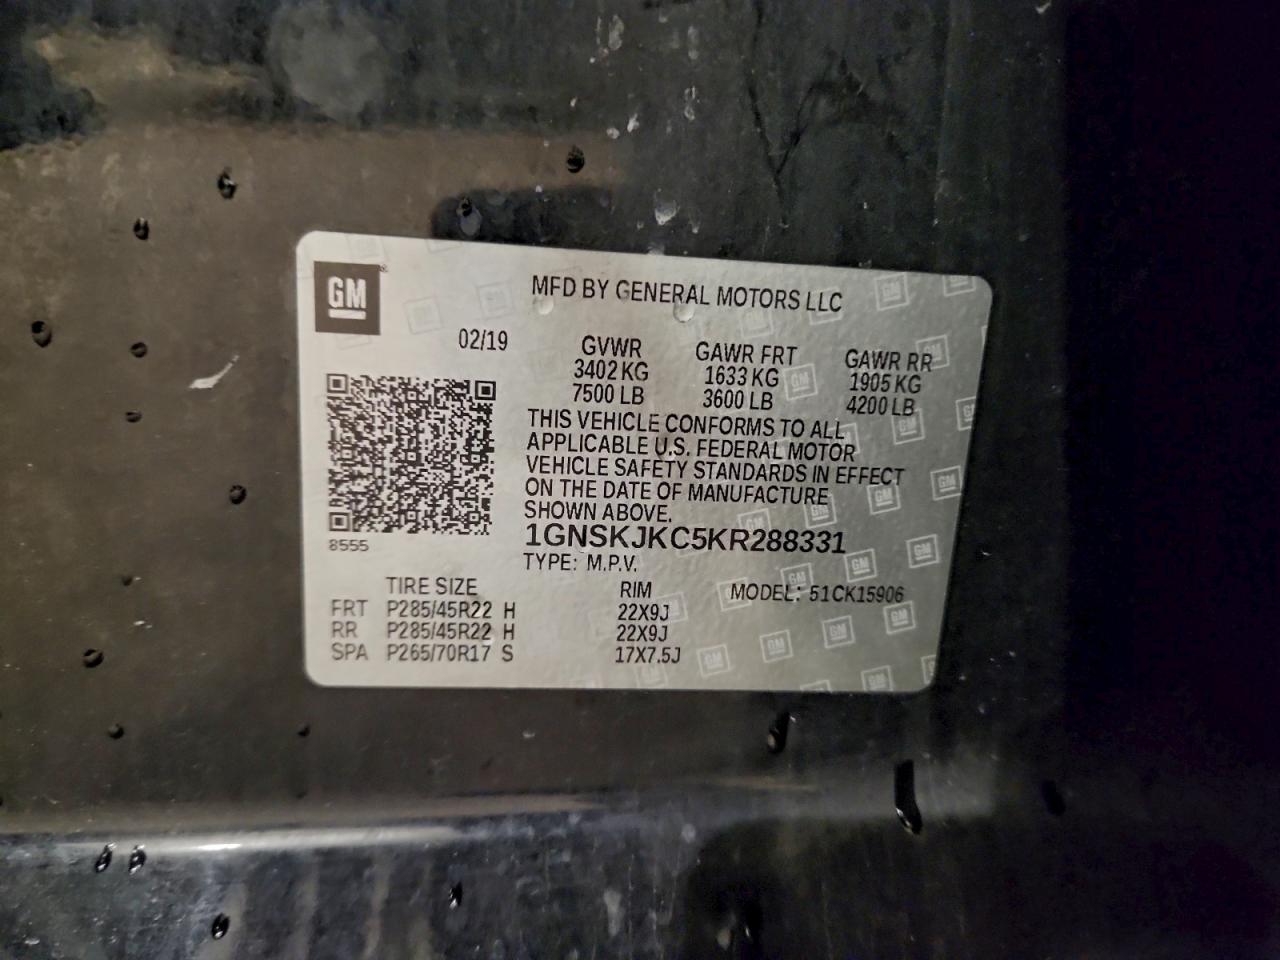 GM
MFD BY GENERAL MOTORS LLC
02/19
GVWR GAWR FRT GAWR RR
3402 KG 1633 KG 1905 KG
7500 LB 3600 LB 4200 LB
THIS VEHICLE CONFORMS TO ALL
APPLICABLE U.S. FEDERAL MOTOR
VEHICLE SAFETY STANDARDS IN EFFECT
ON THE DATE OF MANUFACTURE
SHOWN ABOVE.
8555
1GNSKJKC5KR288331
TYPE: M.P.V.
TIRE SIZE RIM MODEL: 51CK15906
FRT P285/45R22 H 22X9J
RR P285/45R22 H 22X9J
SPA P265/70R17 S 17X7.5J